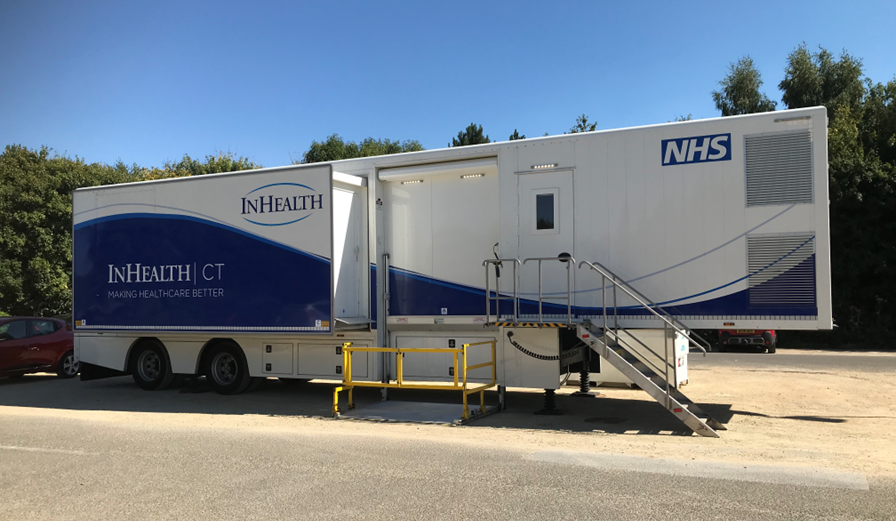 INHEALTH
NHS
INHEALTH | CT
MAKING HEALTHCARE BETTER